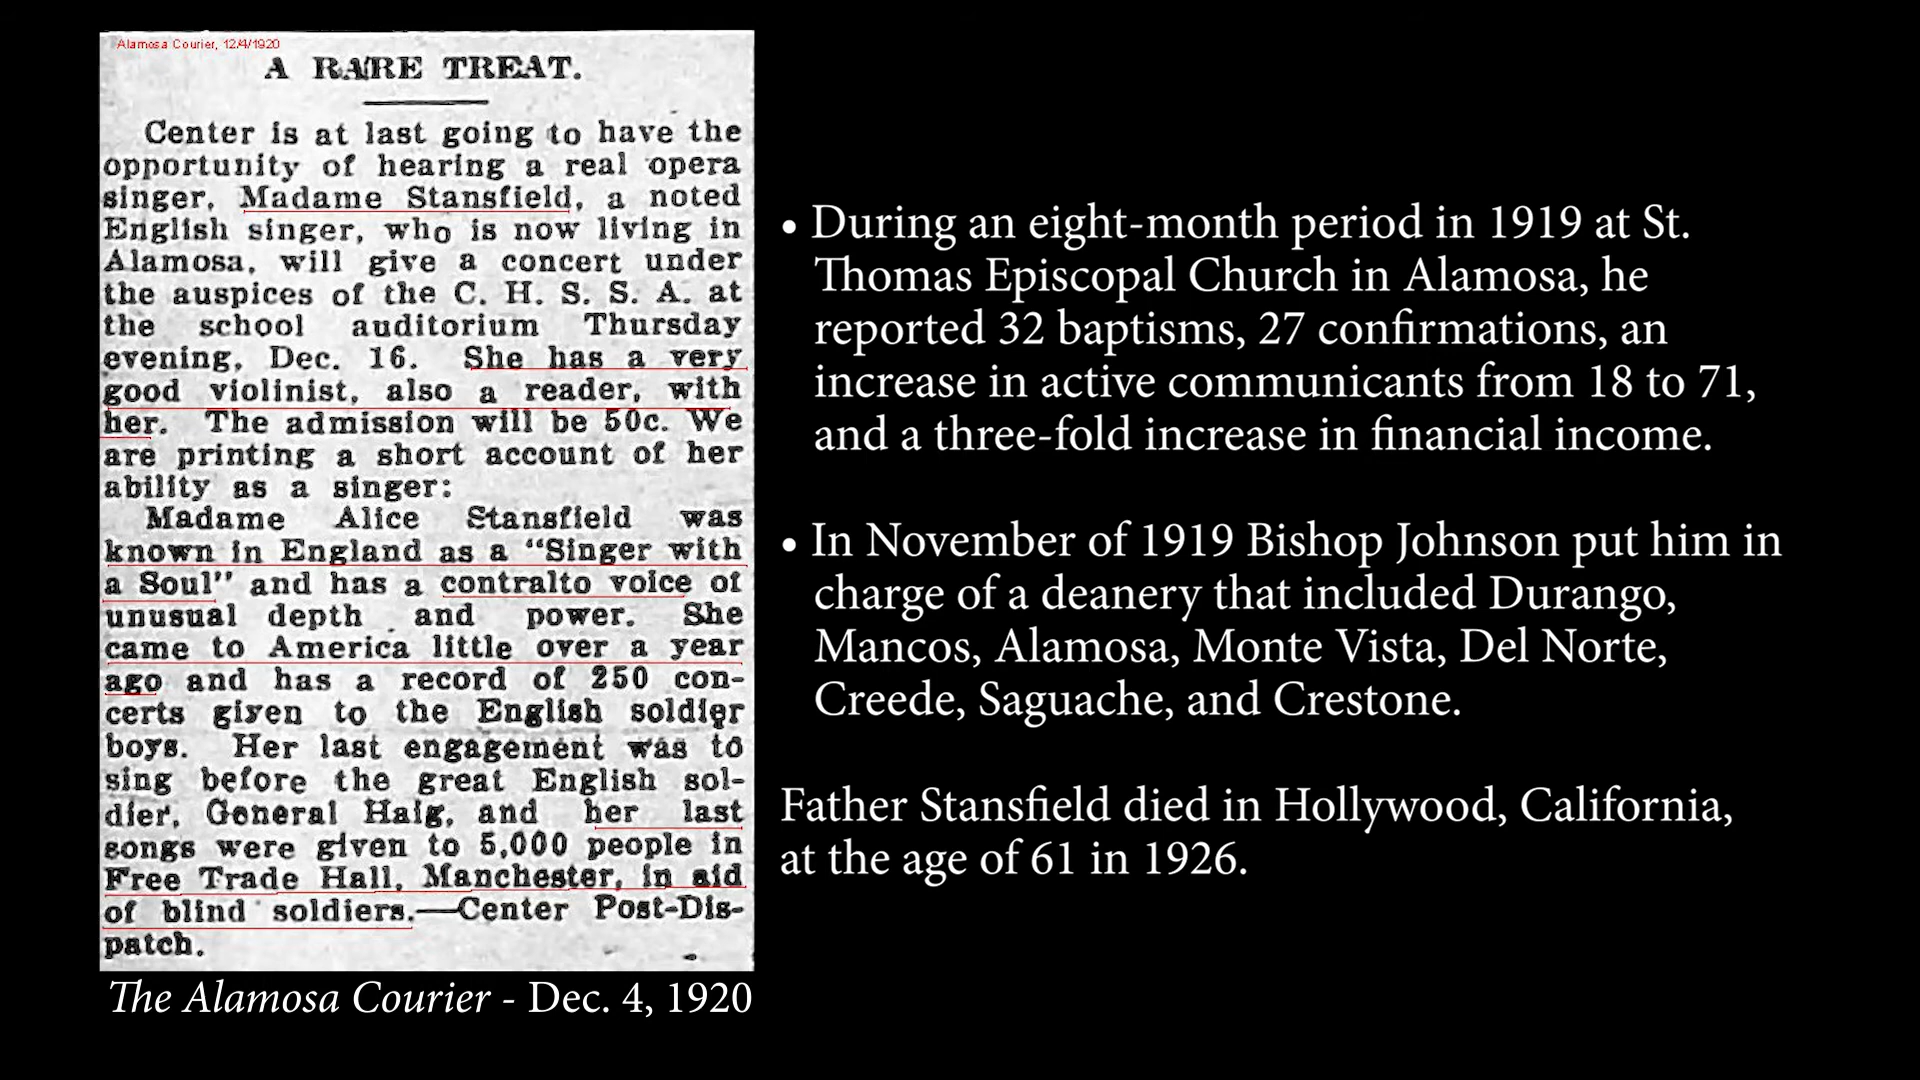 Alamosa Courier, 12/4/1920
A RARE TREAT.
Center is at last going to have the
opportunity of hearing a real opera
singer, Madame Stansfield, a noted
English singer, who is now living in
Alamosa, will give a concert under
the auspices of the C. H. S. S. A. at
the school auditorium Thursday
evening, Dec. 16. She has a very
good violinist, also a reader, with
her. The admission will be 50c. We
are printing a short account of her
ability as a singer:
Madame Alice Stansfield was
known in England as a "Singer with
a Soul" and has a contralto voice of
unusual depth and power. She
came to America little over a year
ago and has a record of 250 con-
certs given to the English soldier
boys. Her last engagement was to
sing before the great English sol-
dier, General Haig, and her last
songs were given to 5,000 people in
Free Trade Hall, Manchester, in aid
of blind soldiers.—Center Post-Dis-
patch.
The Alamosa Courier - Dec. 4, 1920
• During an eight-month period in 1919 at St.
Thomas Episcopal Church in Alamosa, he
reported 32 baptisms, 27 confirmations, an
increase in active communicants from 18 to 71,
and a three-fold increase in financial income.
• In November of 1919 Bishop Johnson put him in
charge of a deanery that included Durango,
Mancos, Alamosa, Monte Vista, Del Norte,
Creede, Saguache, and Crestone.
Father Stansfield died in Hollywood, California,
at the age of 61 in 1926.